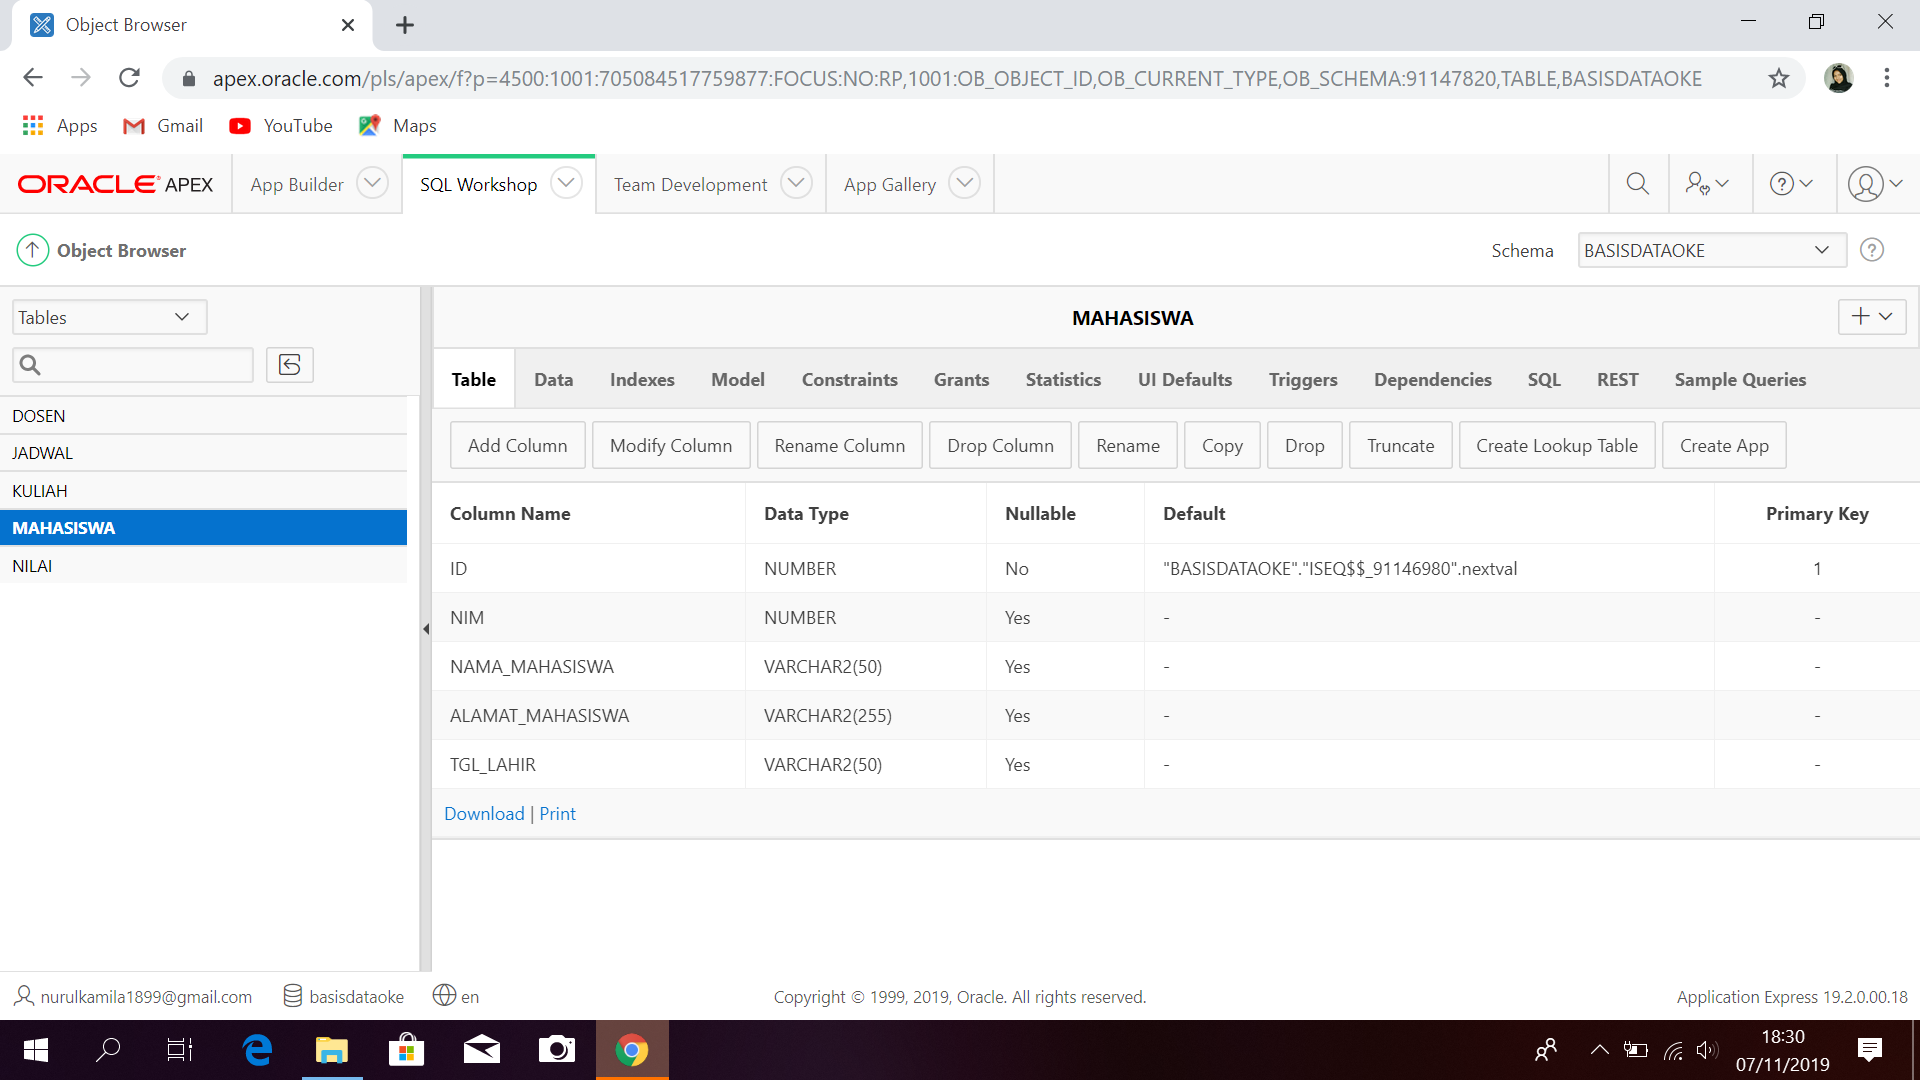 Object Browser
apex.oracle.com/pls/apex/f?p=4500:1001:705084517759877:FOCUS:NO:RP,1001:OB_OBJECT_ID,OB_CURRENT_TYPE,OB_SCHEMA:91147820,TABLE,BASISDATAOKE
Apps Gmail YouTube Maps
ORACLE APEX App Builder SQL Workshop Team Development App Gallery
Object Browser Schema BASISDATAOKE
Tables
MAHASISWA
Table Data Indexes Model Constraints Grants Statistics UI Defaults Triggers Dependencies SQL REST Sample Queries
DOSEN
JADWAL
KULIAH
MAHASISWA
NILAI
Add Column Modify Column Rename Column Drop Column Rename Copy Drop Truncate Create Lookup Table Create App
Column Name Data Type Nullable Default Primary Key
ID NUMBER No "BASISDATAOKE"."ISEQ$$_91146980".nextval 1
NIM NUMBER Yes - -
NAMA_MAHASISWA VARCHAR2(50) Yes - -
ALAMAT_MAHASISWA VARCHAR2(255) Yes - -
TGL_LAHIR VARCHAR2(50) Yes - -
Download | Print
nurulkamila1899@gmail.com basisdataoke en Copyright © 1999, 2019, Oracle. All rights reserved. Application Express 19.2.0.00.18
18:30
07/11/2019